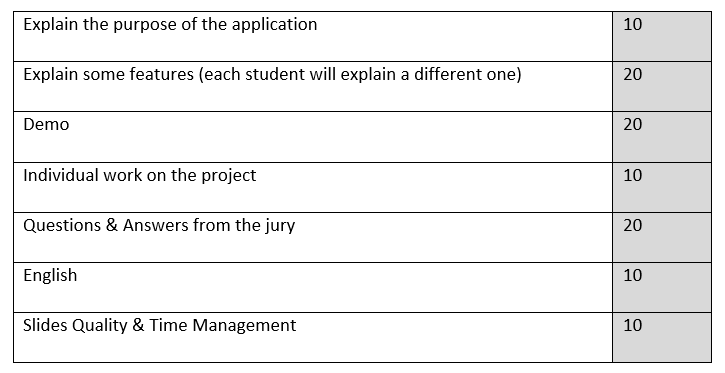 Explain the purpose of the application 10
Explain some features (each student will explain a different one) 20
Demo 20
Individual work on the project 10
Questions & Answers from the jury 20
English 10
Slides Quality & Time Management 10